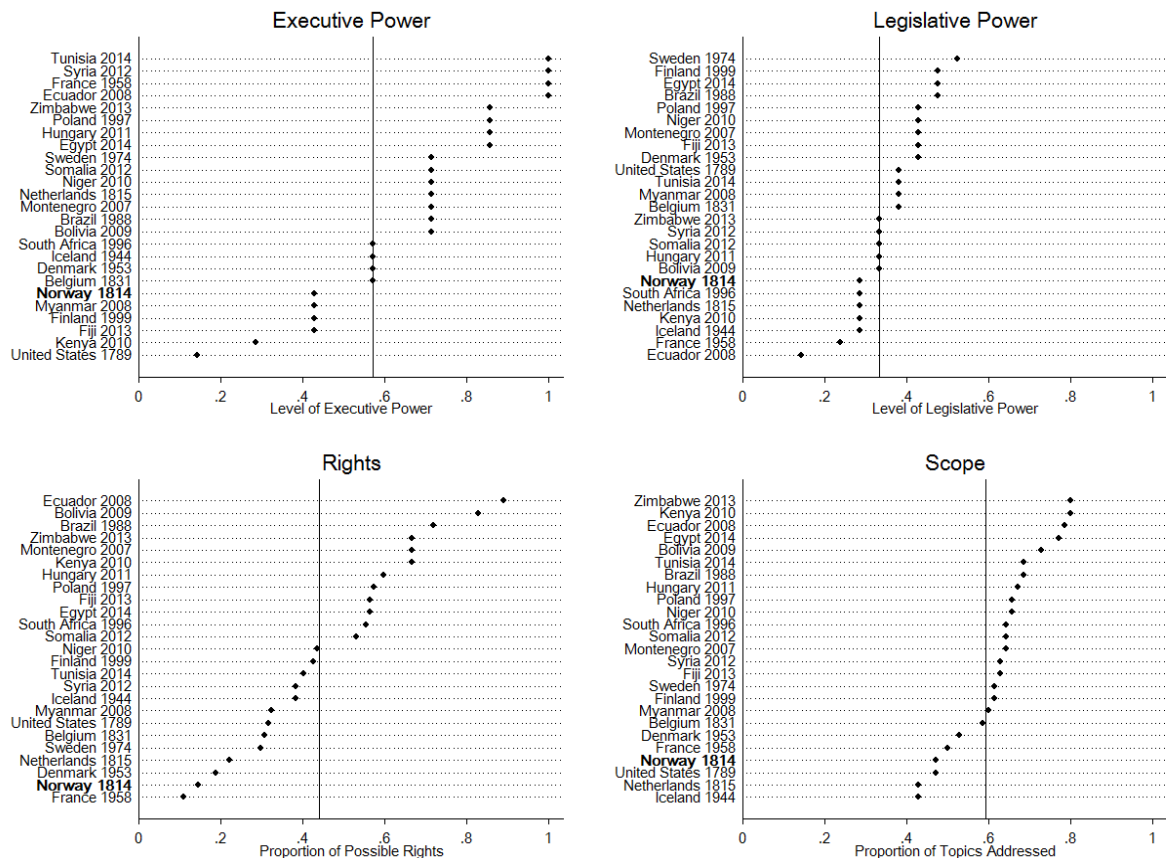 Executive Power
Tunisia 2014
Syria 2012
France 1958
Ecuador 2008
Zimbabwe 2013
Poland 1997
Hungary 2011
Egypt 2014
Sweden 1974
Somalia 2012
Niger 2010
Netherlands 1815
Montenegro 2007
Brazil 1988
Bolivia 2009
South Africa 1996
Iceland 1944
Denmark 1953
Belgium 1831
Norway 1814
Myanmar 2008
Finland 1999
Fiji 2013
Kenya 2010
United States 1789
0 .2 .4 .6 .8 1
Level of Executive Power
Legislative Power
Sweden 1974
Finland 1999
Egypt 2014
Brazil 1988
Poland 1997
Niger 2010
Montenegro 2007
Fiji 2013
Denmark 1953
United States 1789
Tunisia 2014
Myanmar 2008
Belgium 1831
Zimbabwe 2013
Syria 2012
Somalia 2012
Hungary 2011
Bolivia 2009
Norway 1814
South Africa 1996
Netherlands 1815
Kenya 2010
Iceland 1944
France 1958
Ecuador 2008
0 .2 .4 .6 .8 1
Level of Legislative Power
Rights
Ecuador 2008
Bolivia 2009
Brazil 1988
Zimbabwe 2013
Montenegro 2007
Kenya 2010
Hungary 2011
Poland 1997
Fiji 2013
Egypt 2014
South Africa 1996
Somalia 2012
Niger 2010
Finland 1999
Tunisia 2014
Syria 2012
Iceland 1944
Myanmar 2008
United States 1789
Belgium 1831
Sweden 1974
Netherlands 1815
Denmark 1953
Norway 1814
France 1958
0 .2 .4 .6 .8 1
Proportion of Possible Rights
Scope
Zimbabwe 2013
Kenya 2010
Ecuador 2008
Egypt 2014
Bolivia 2009
Tunisia 2014
Brazil 1988
Hungary 2011
Poland 1997
Niger 2010
South Africa 1996
Somalia 2012
Montenegro 2007
Syria 2012
Fiji 2013
Sweden 1974
Finland 1999
Myanmar 2008
Belgium 1831
Denmark 1953
France 1958
Norway 1814
United States 1789
Netherlands 1815
Iceland 1944
0 .2 .4 .6 .8 1
Proportion of Topics Addressed